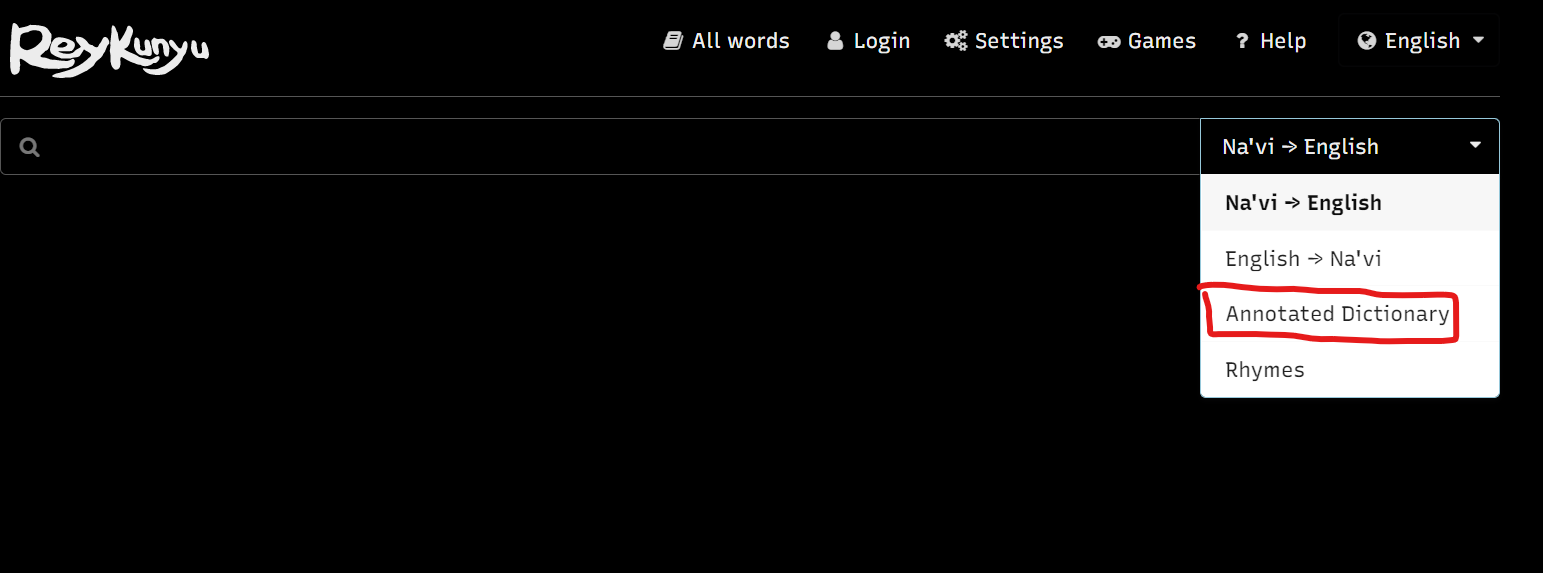 ReyKunyu
All words Login Settings Games ? Help English
Na'vi → English
Na'vi → English
English → Na'vi
Annotated Dictionary
Rhymes